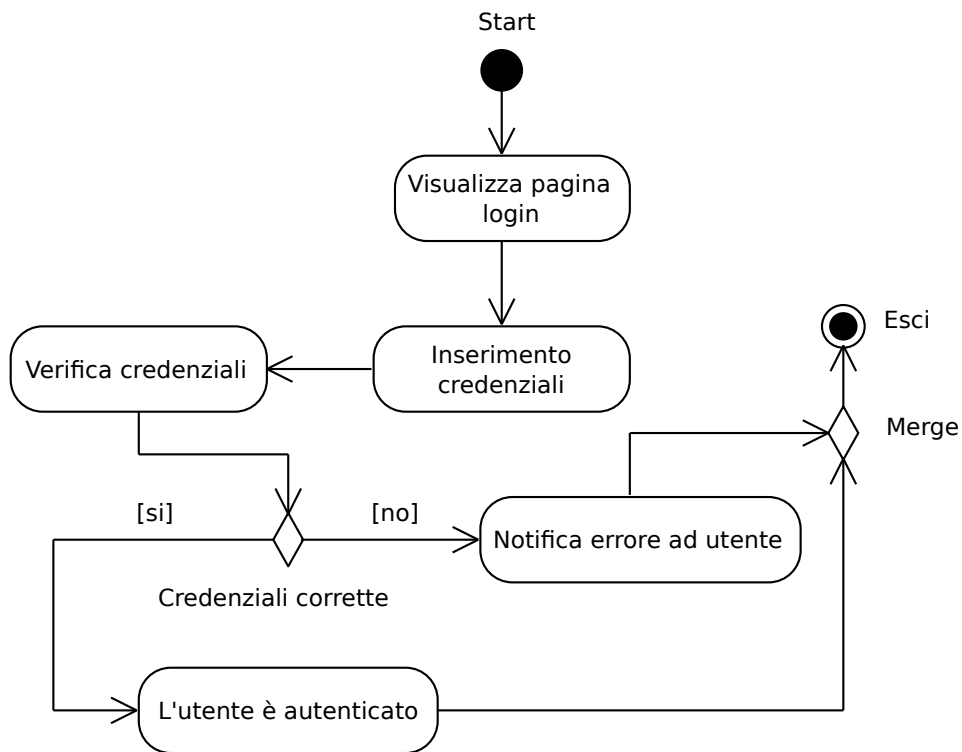 Start
Visualizza pagina
login
Esci
Verifica credenziali
Inserimento
credenziali
Merge
[si]
[no]
Notifica errore ad utente
Credenziali corrette
L'utente è autenticato